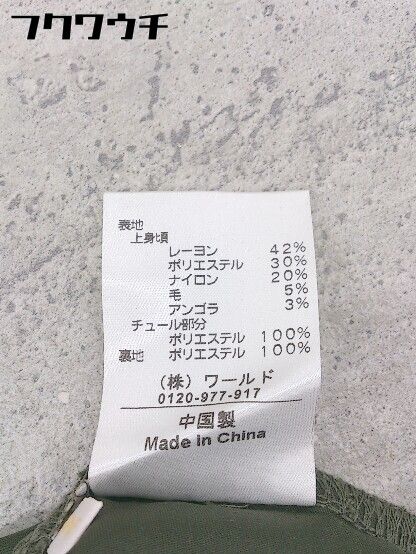 フクワウチ
表地
上身頃
レーヨン 42%
ポリエステル 30%
ナイロン 20%
毛 5%
アンゴラ 3%
チュール部分
ポリエステル 100%
裏地 ポリエステル 100%
(株) ワールド
0120-977-917
中国製
Made in China